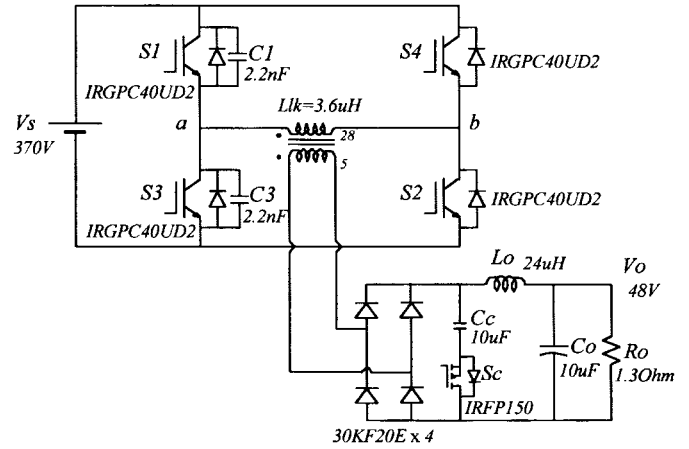 S1
C1
2.2nF
IRGPC40UD2
S4
IRGPC40UD2
Vs
370V
a
Llk=3.6uH
28
b
5
S3
C3
2.2nF
IRGPC40UD2
S2
IRGPC40UD2
Lo 24uH
Vo
48V
Cc
10uF
Sc
IRFP150
Co
10uF
Ro
1.3Ohm
30KF20E x 4